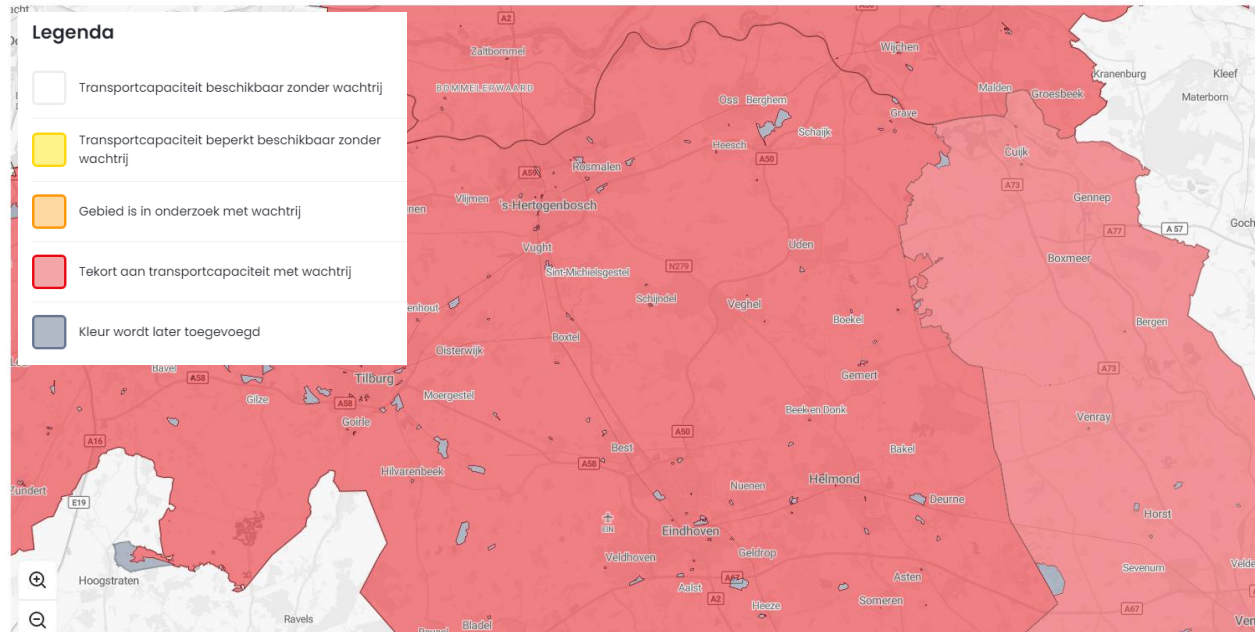 Legenda
Transportcapaciteit beschikbaar zonder wachtrij
Transportcapaciteit beperkt beschikbaar zonder
wachtrij
Gebied is in onderzoek met wachtrij
Tekort aan transportcapaciteit met wachtrij
Kleur wordt later toegevoegd
A2
Zaltbommel
Wijchen
BOMMELERWAARD
Kranenburg
Kleef
Malden
Groesbeek
Materborn
Oss
Berghem
Grave
Schaijk
Heesch
A50
Cuijk
Rosmalen
A59
A73
Vlijmen
's-Hertogenbosch
Gennep
A77
A 57
Vught
Uden
Boxmeer
Sint-Michielsgestel
N279
Schijndel
Veghel
Boekel
Bergen
Boxtel
Oisterwijk
Bavel
A58
Tilburg
Gemert
A73
Gilze
A58
Moergestel
Goirle
Beek en Donk
Venray
A16
A50
Best
Bakel
A58
Hilvarenbeek
Helmond
Nuenen
Deurne
E19
Horst
EIN
Eindhoven
Veldhoven
Geldrop
Hoogstraten
Asten
Sevenum
A67
Aalst
A2
Heeze
Someren
A67
Ravels
Bladel